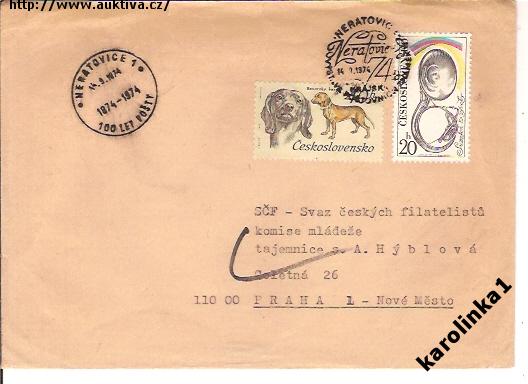 http://www.auktiva.cz/
NERATOVICE 1
14.9.1974
1874-1974
100 LET POŠTY
NERATOVICE
Neratovice
74
14.9.1974
Československo
ČESKOSLOVENSKO
20 h
SČF - Svaz českých filatelistů
komise mládeže
tajemnice s. A. Hýblová
Celetná 26
110 00 PRAHA 1 - Nové Město
karolinka1